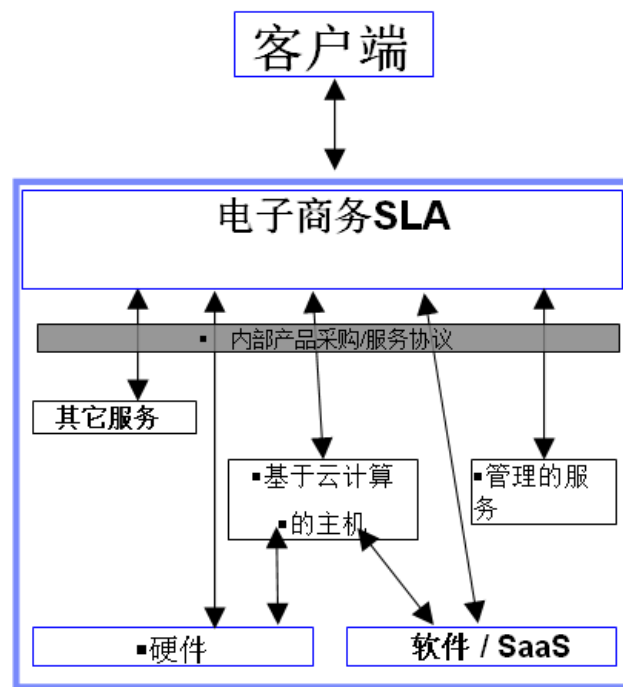 客户端
电子商务SLA
▪ 内部产品采购/服务协议
其它服务
▪基于云计算
▪的主机
▪管理的服
务
▪硬件
软件 / SaaS